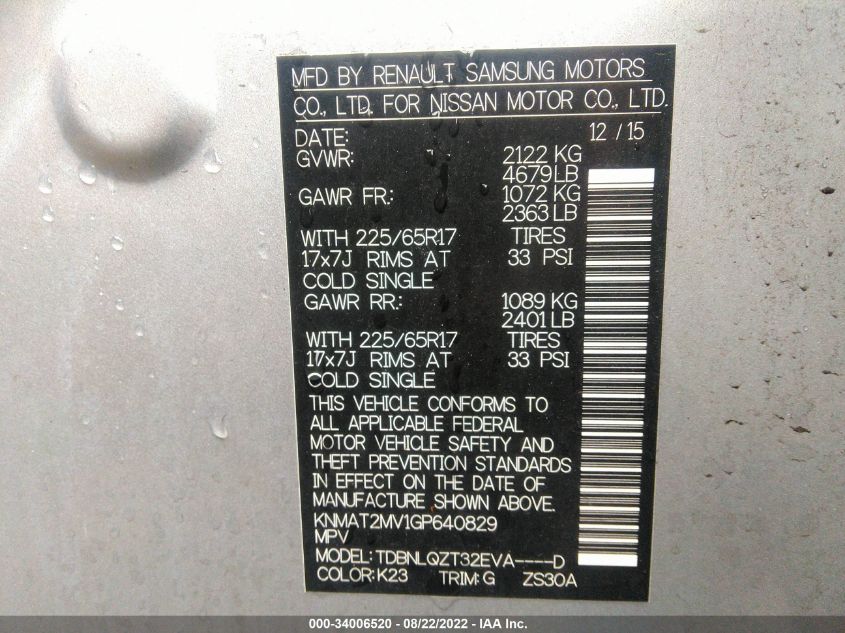 MFD BY RENAULT SAMSUNG MOTORS
CO., LTD. FOR NISSAN MOTOR CO., LTD.
DATE: 12 / 15
GVWR: 2122 KG
4679 LB
GAWR FR.: 1072 KG
2363 LB
WITH 225/65R17 TIRES
17x7J RIMS AT 33 PSI
COLD SINGLE
GAWR RR.: 1089 KG
2401 LB
WITH 225/65R17 TIRES
17x7J RIMS AT 33 PSI
COLD SINGLE
THIS VEHICLE CONFORMS TO
ALL APPLICABLE FEDERAL
MOTOR VEHICLE SAFETY AND
THEFT PREVENTION STANDARDS
IN EFFECT ON THE DATE OF
MANUFACTURE SHOWN ABOVE.
KNMAT2MV1GP640829
MPV
MODEL: TDBNLQZT32EVA----D
COLOR: K23 TRIM: G ZS30A
000-34006520 - 08/22/2022 - IAA Inc.